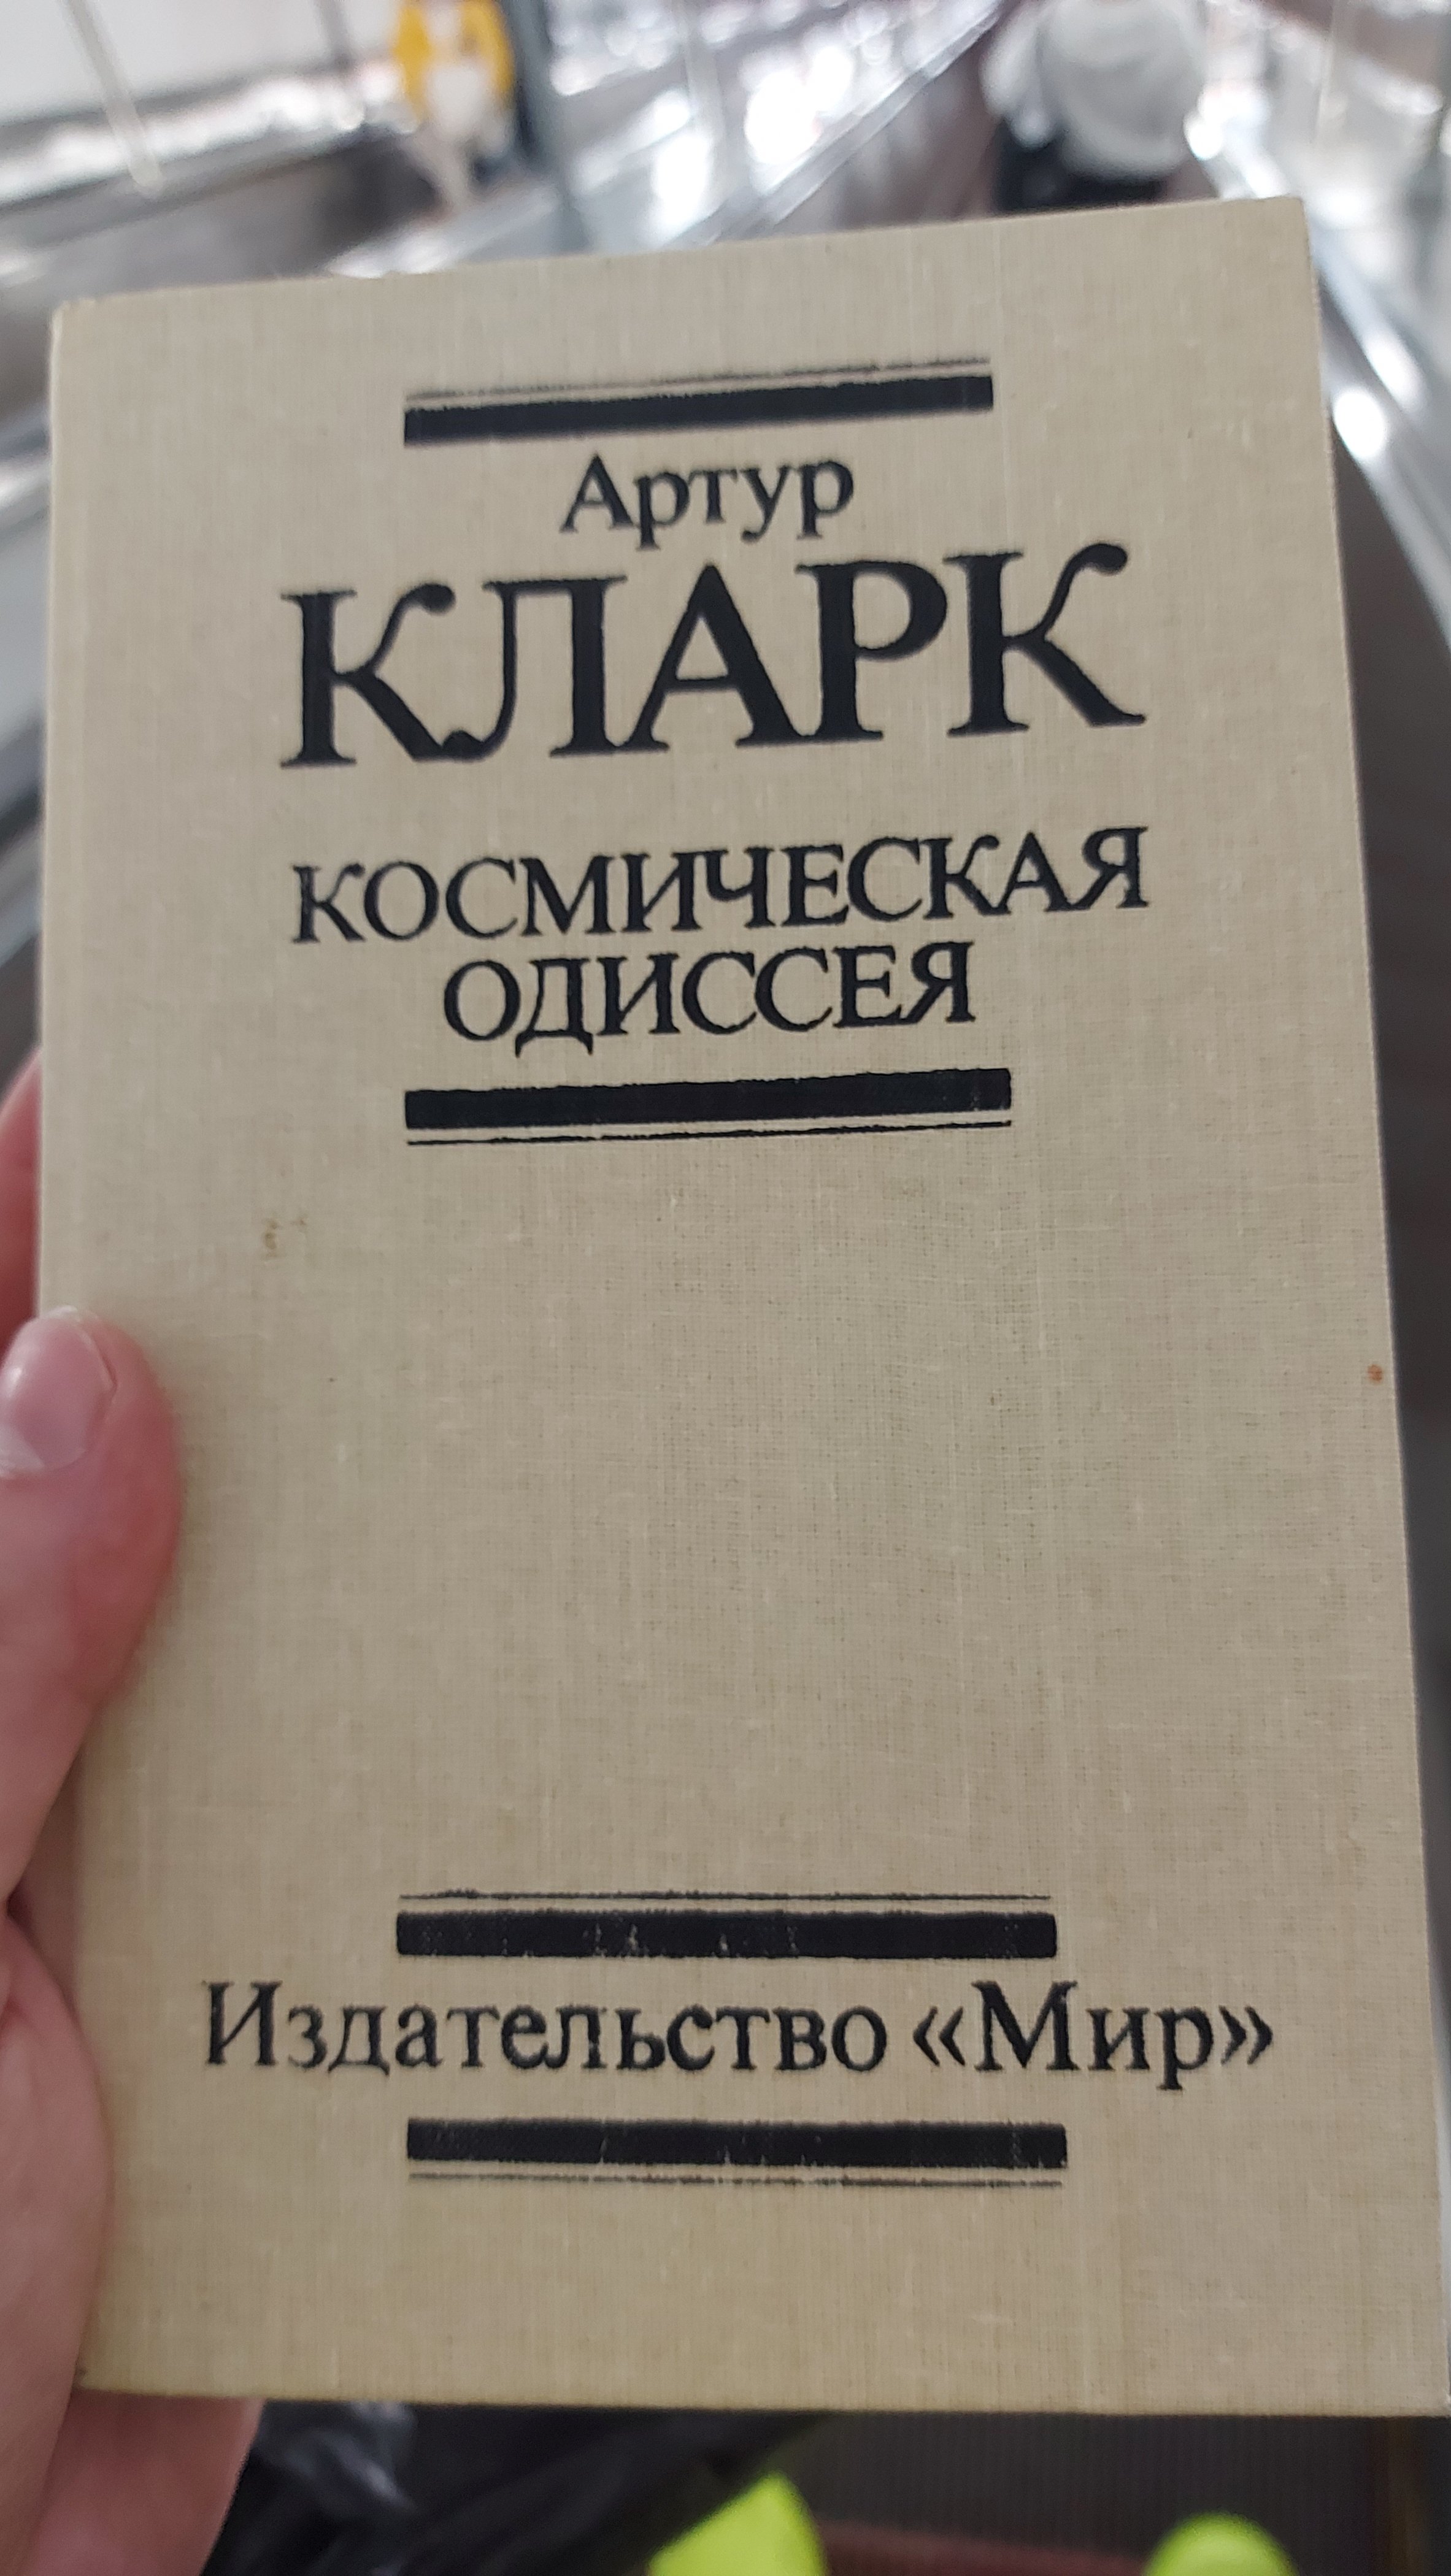 Артур
КЛАРК
КОСМИЧЕСКАЯ
ОДИССЕЯ
Издательство «Мир»